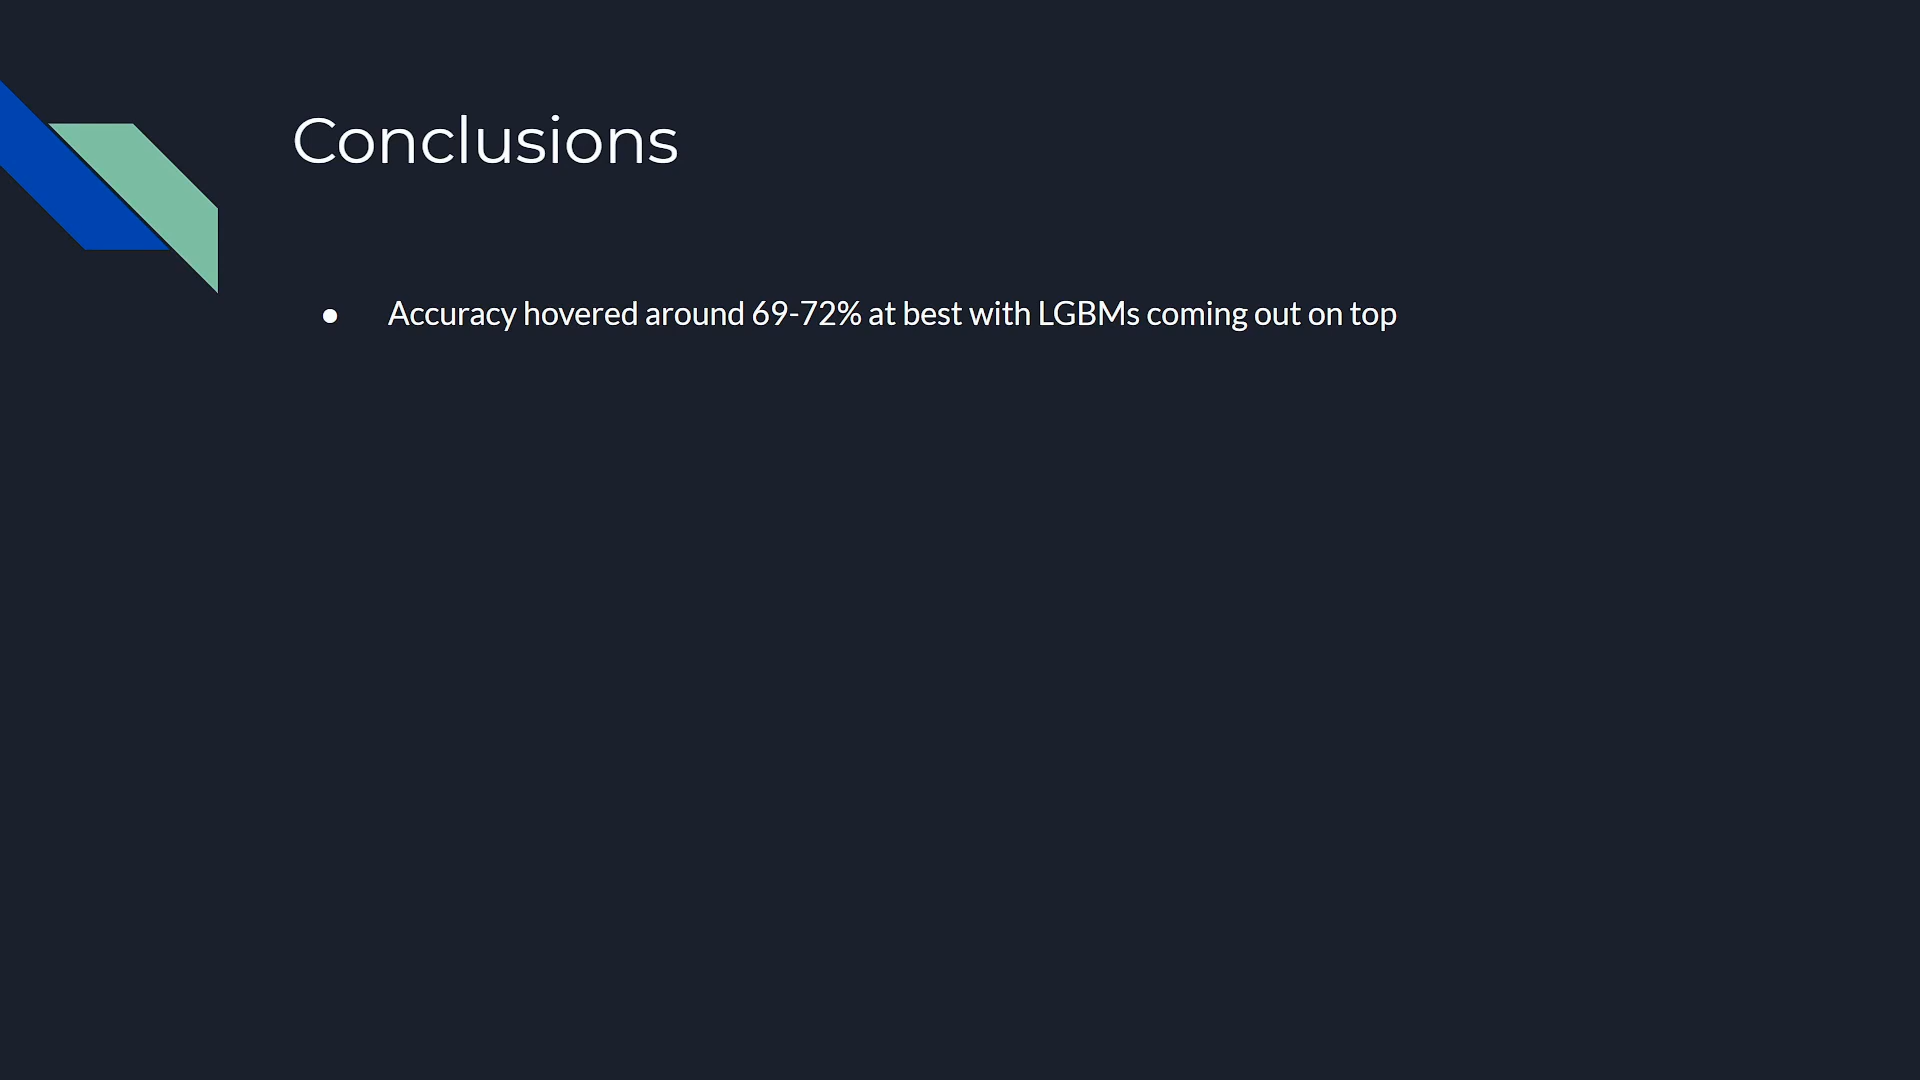 Conclusions
● Accuracy hovered around 69-72% at best with LGBMs coming out on top